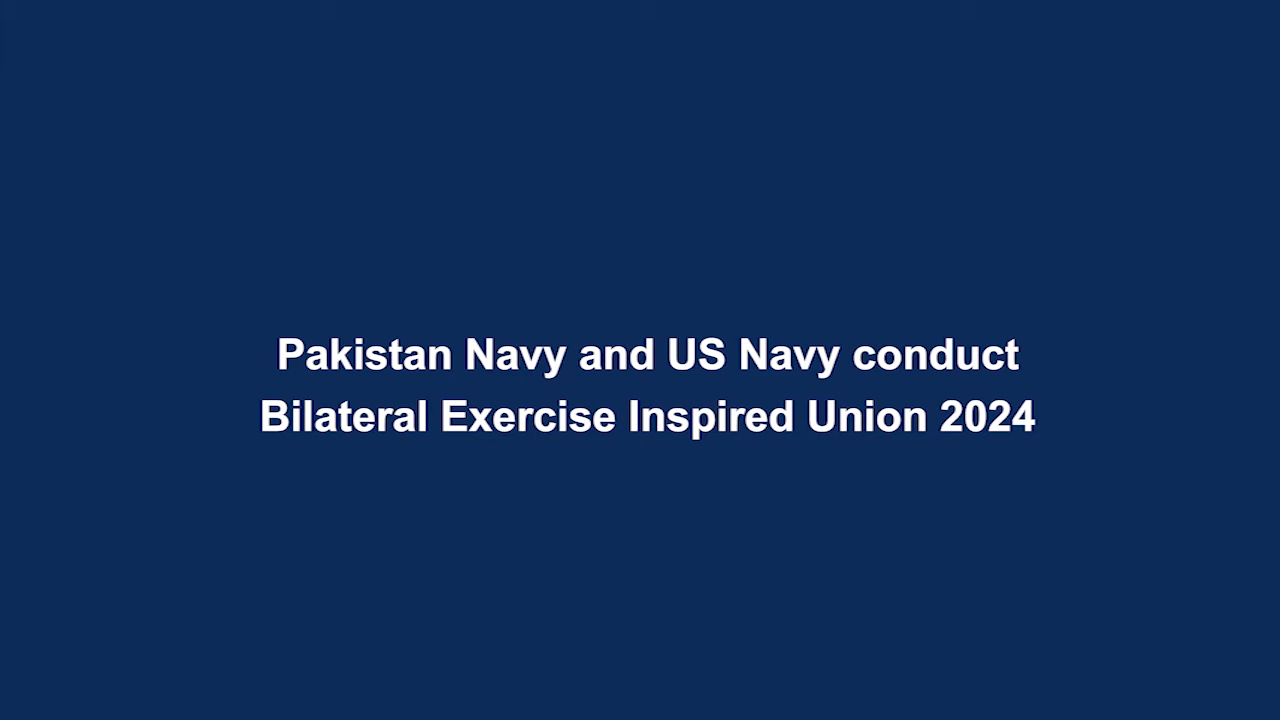 Pakistan Navy and US Navy conduct
Bilateral Exercise Inspired Union 2024